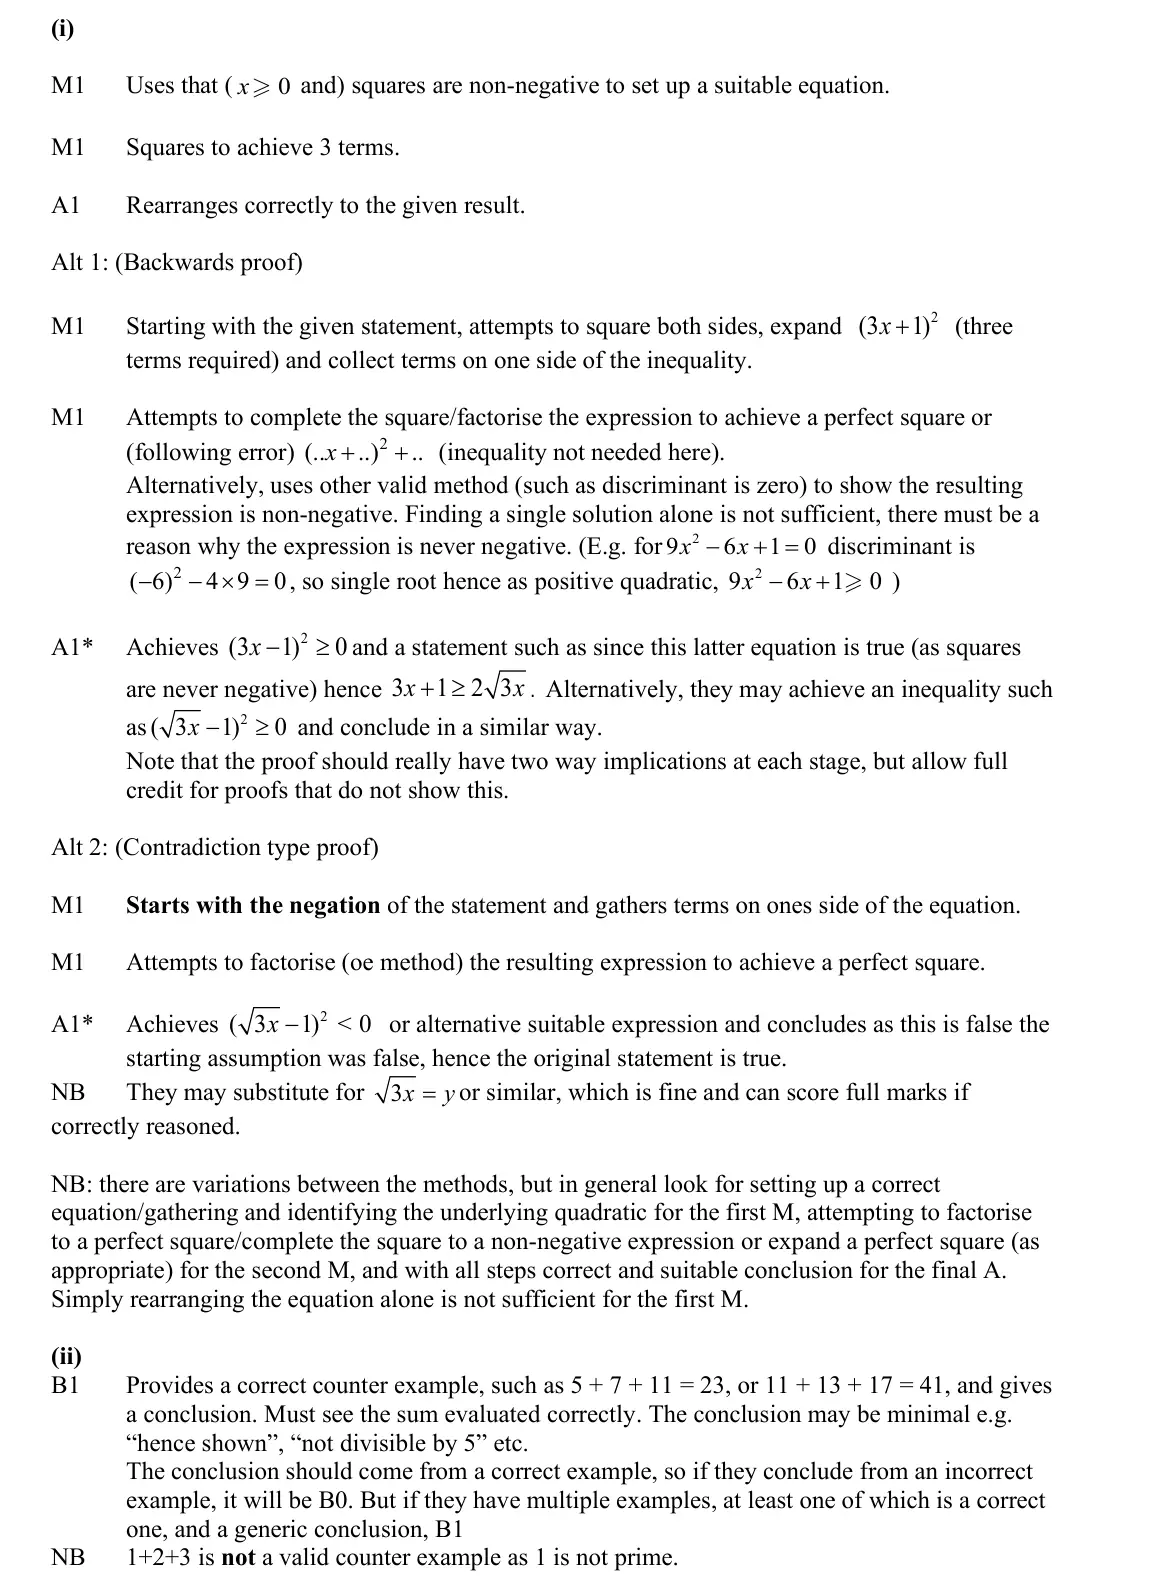 (i)
M1 Uses that ( x ⩾ 0 and) squares are non-negative to set up a suitable equation.
M1 Squares to achieve 3 terms.
A1 Rearranges correctly to the given result.
Alt 1: (Backwards proof)
M1 Starting with the given statement, attempts to square both sides, expand (3x+1)² (three
terms required) and collect terms on one side of the inequality.
M1 Attempts to complete the square/factorise the expression to achieve a perfect square or
(following error) (..x+..)² + .. (inequality not needed here).
Alternatively, uses other valid method (such as discriminant is zero) to show the resulting
expression is non-negative. Finding a single solution alone is not sufficient, there must be a
reason why the expression is never negative. (E.g. for 9x² − 6x + 1 = 0 discriminant is
(−6)² − 4×9 = 0, so single root hence as positive quadratic, 9x² − 6x + 1 ⩾ 0 )
A1* Achieves (3x − 1)² ≥ 0 and a statement such as since this latter equation is true (as squares
are never negative) hence 3x + 1 ≥ 2√3x . Alternatively, they may achieve an inequality such
as (√3x − 1)² ≥ 0 and conclude in a similar way.
Note that the proof should really have two way implications at each stage, but allow full
credit for proofs that do not show this.
Alt 2: (Contradiction type proof)
M1 Starts with the negation of the statement and gathers terms on ones side of the equation.
M1 Attempts to factorise (oe method) the resulting expression to achieve a perfect square.
A1* Achieves (√3x − 1)² < 0 or alternative suitable expression and concludes as this is false the
starting assumption was false, hence the original statement is true.
NB They may substitute for √3x = y or similar, which is fine and can score full marks if
correctly reasoned.
NB: there are variations between the methods, but in general look for setting up a correct
equation/gathering and identifying the underlying quadratic for the first M, attempting to factorise
to a perfect square/complete the square to a non-negative expression or expand a perfect square (as
appropriate) for the second M, and with all steps correct and suitable conclusion for the final A.
Simply rearranging the equation alone is not sufficient for the first M.
(ii)
B1 Provides a correct counter example, such as 5 + 7 + 11 = 23, or 11 + 13 + 17 = 41, and gives
a conclusion. Must see the sum evaluated correctly. The conclusion may be minimal e.g.
“hence shown”, “not divisible by 5” etc.
The conclusion should come from a correct example, so if they conclude from an incorrect
example, it will be B0. But if they have multiple examples, at least one of which is a correct
one, and a generic conclusion, B1
NB 1+2+3 is not a valid counter example as 1 is not prime.